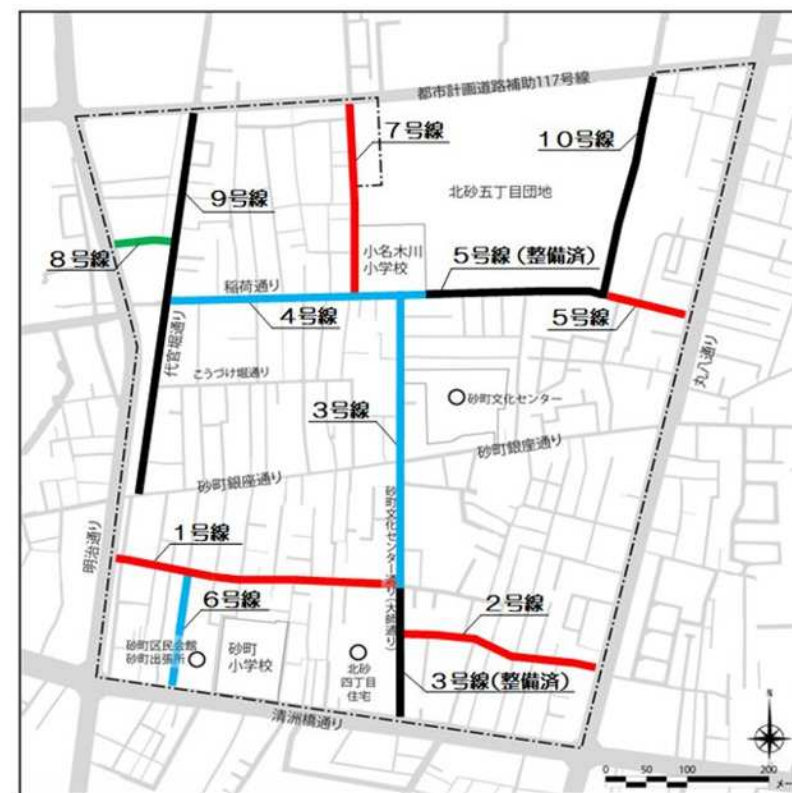 都市計画道路補助117号線
7号線
10号線
9号線
北砂五丁目団地
8号線
小名木川
小学校
5号線(整備済)
稲荷通り
4号線
5号線
代官堀通り
丸八通り
こうづけ堀通り
3号線
砂町文化センター
砂町銀座通り
砂町銀座通り
砂町文化センター通り(大師通り)
明治通り
1号線
6号線
2号線
砂町区民会館
砂町出張所
砂町
小学校
北砂
四丁目
住宅
3号線(整備済)
清洲橋通り
N
0 50 100 200
メー